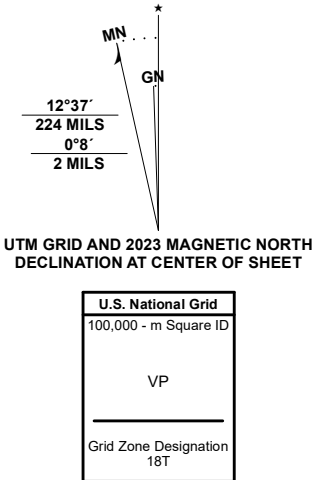 ★
MN
GN
12°37´
224 MILS
0°8´
2 MILS
UTM GRID AND 2023 MAGNETIC NORTH
DECLINATION AT CENTER OF SHEET
U.S. National Grid
100,000 - m Square ID
VP
Grid Zone Designation
18T